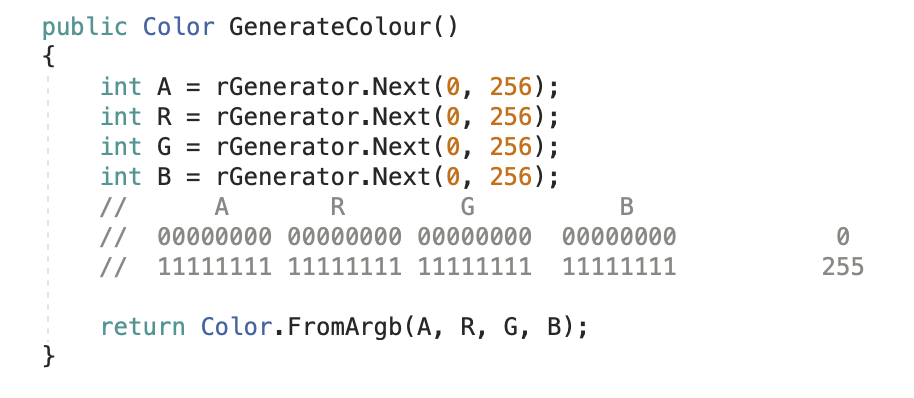 public Color GenerateColour()
{
    int A = rGenerator.Next(0, 256);
    int R = rGenerator.Next(0, 256);
    int G = rGenerator.Next(0, 256);
    int B = rGenerator.Next(0, 256);
    //      A       R        G          B
    //  00000000 00000000 00000000  00000000           0
    //  11111111 11111111 11111111  11111111          255
    return Color.FromArgb(A, R, G, B);
}